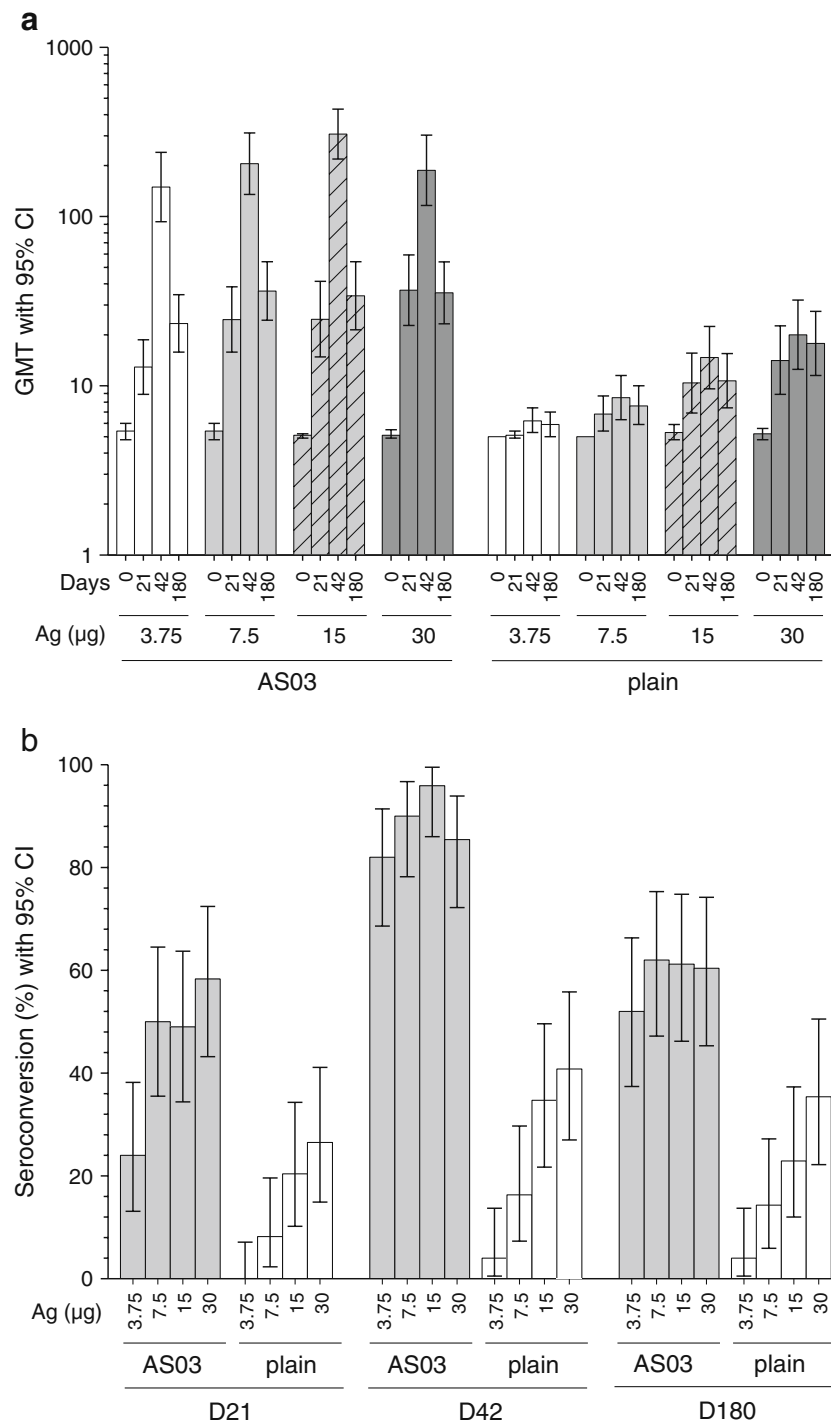 a
1000
100
10
1
GMT with 95% CI
Days 0 21 42 180 0 21 42 180 0 21 42 180 0 21 42 180 0 21 42 180 0 21 42 180 0 21 42 180 0 21 42 180
Ag (µg) 3.75 7.5 15 30 3.75 7.5 15 30
AS03 plain
b
100
80
60
40
20
0
Seroconversion (%) with 95% CI
Ag (µg) 3.75 7.5 15 30 3.75 7.5 15 30 3.75 7.5 15 30 3.75 7.5 15 30 3.75 7.5 15 30 3.75 7.5 15 30
AS03 plain AS03 plain AS03 plain
D21 D42 D180